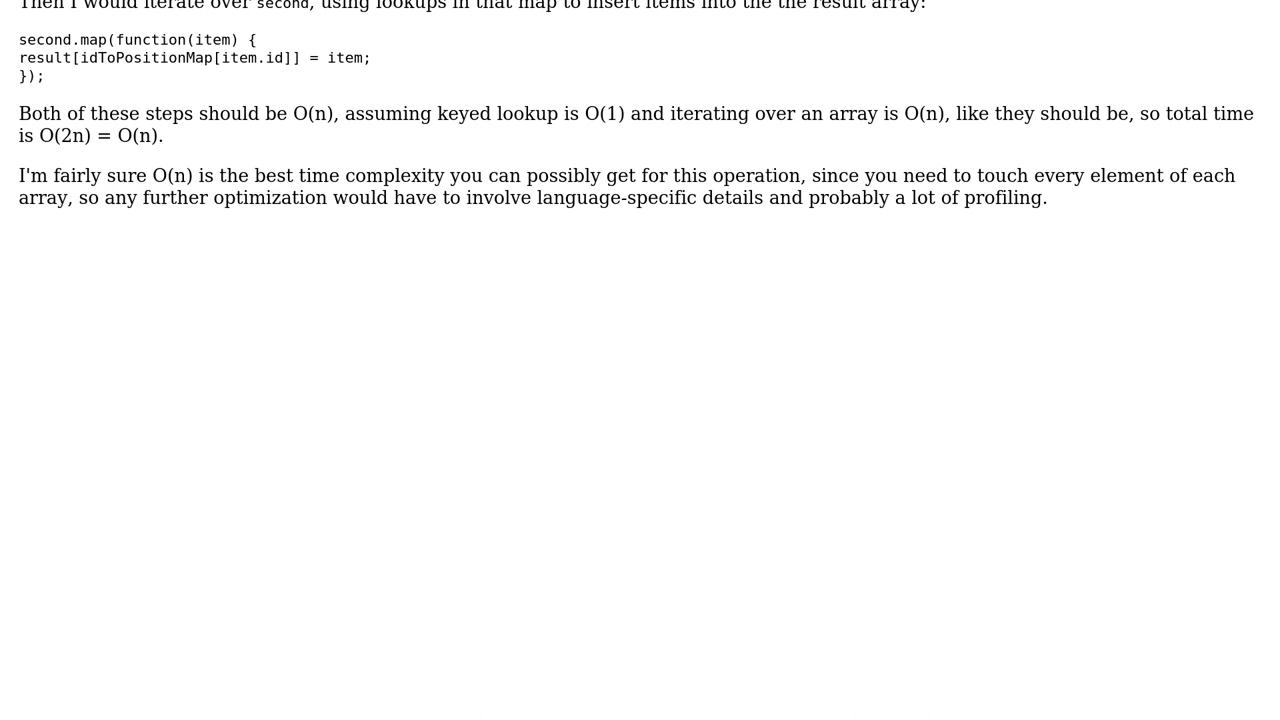 Then I would iterate over second, using lookups in that map to insert items into the the result array:
second.map(function(item) {
result[idToPositionMap[item.id]] = item;
});
Both of these steps should be O(n), assuming keyed lookup is O(1) and iterating over an array is O(n), like they should be, so total time
is O(2n) = O(n).
I'm fairly sure O(n) is the best time complexity you can possibly get for this operation, since you need to touch every element of each
array, so any further optimization would have to involve language-specific details and probably a lot of profiling.